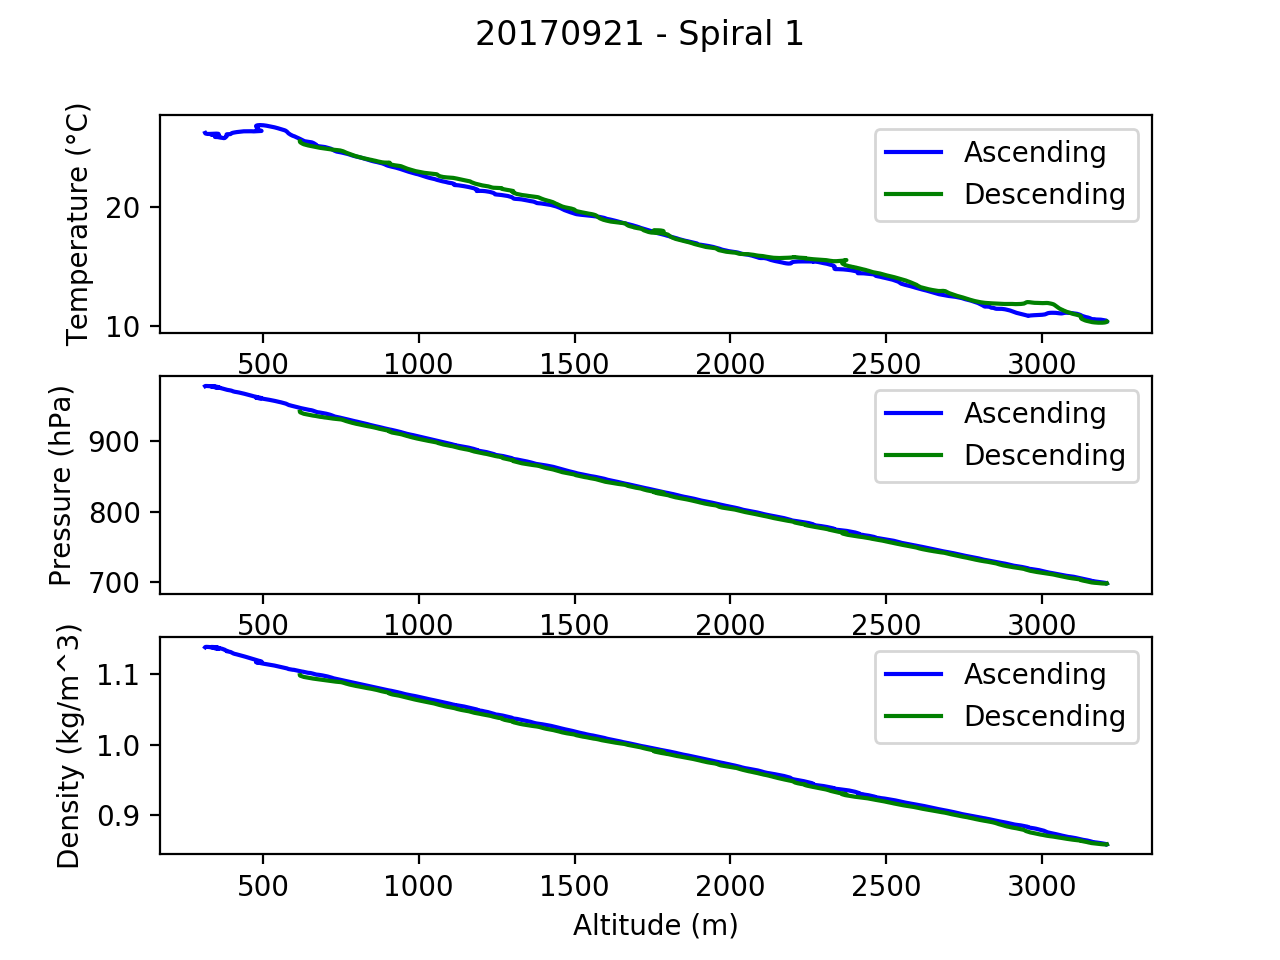 20170921 - Spiral 1
Temperature (°C)
20
10
Ascending
Descending
500 1000 1500 2000 2500 3000
Pressure (hPa)
900
800
700
Ascending
Descending
500 1000 1500 2000 2500 3000
Density (kg/m^3)
1.1
1.0
0.9
Ascending
Descending
500 1000 1500 2000 2500 3000
Altitude (m)